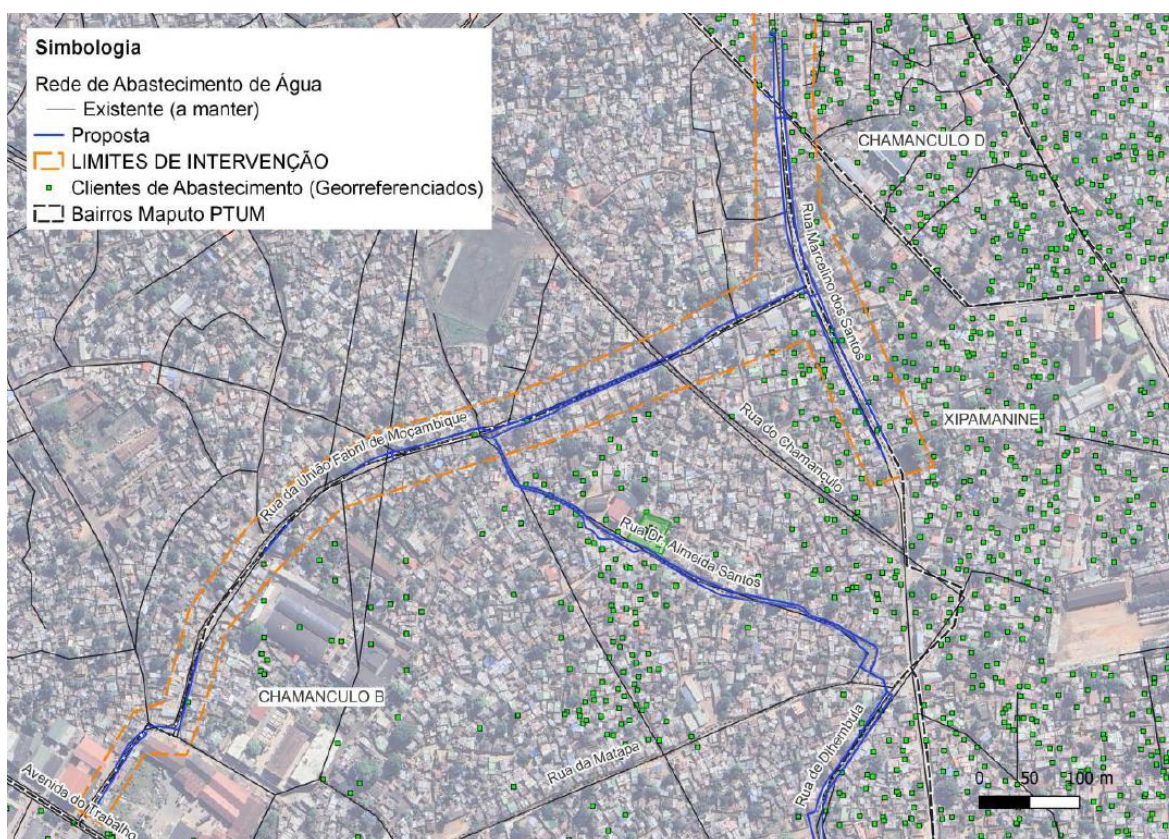 Simbologia
Rede de Abastecimento de Água
Existente (a manter)
Proposta
LIMITES DE INTERVENÇÃO
Clientes de Abastecimento (Georreferenciados)
Bairros Maputo PTUM
CHAMANCULO D
Rua Marcelino dos Santos
Rua da União Fabril de Moçambique
Rua do Chamanculo
XIPAMANINE
Rua Dr. Almeida Santos
CHAMANCULO B
Rua da Matapa
Rua de Dihembula
Avenida do Trabalho
0 50 100 m